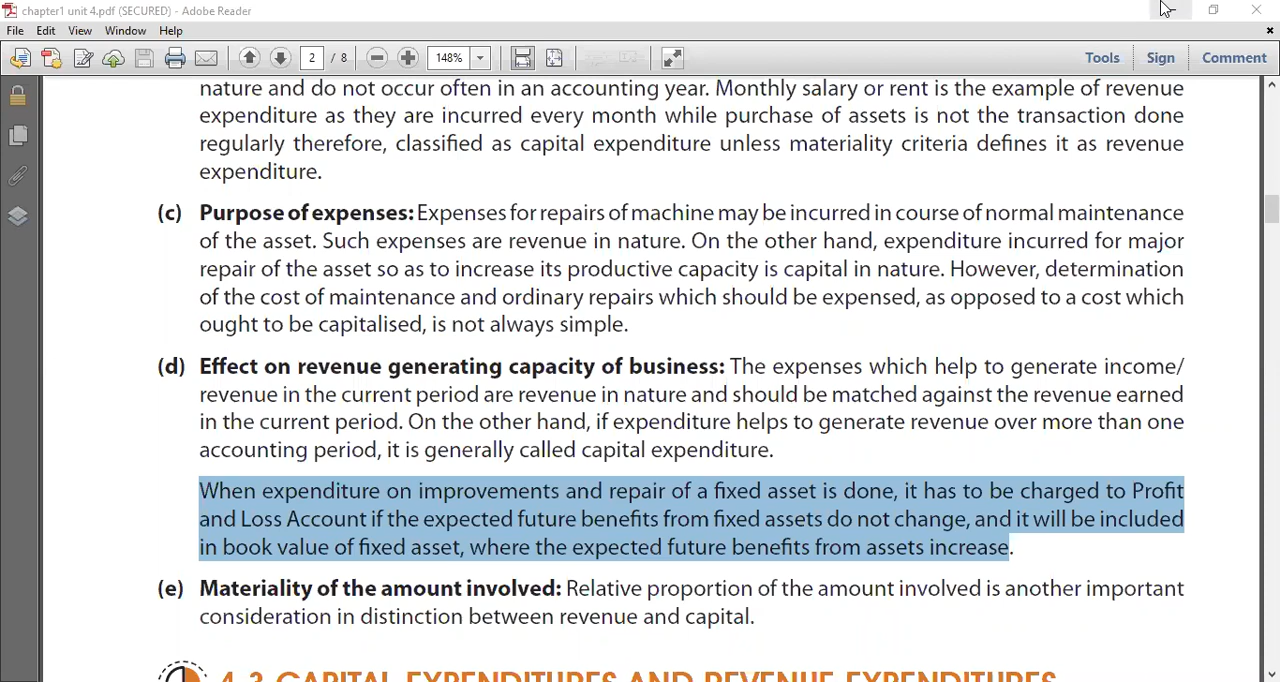 chapter1 unit 4.pdf (SECURED) - Adobe Reader
File Edit View Window Help
2 / 8 148% Tools Sign Comment
nature and do not occur often in an accounting year. Monthly salary or rent is the example of revenue
expenditure as they are incurred every month while purchase of assets is not the transaction done
regularly therefore, classified as capital expenditure unless materiality criteria defines it as revenue
expenditure.
(c) Purpose of expenses: Expenses for repairs of machine may be incurred in course of normal maintenance
of the asset. Such expenses are revenue in nature. On the other hand, expenditure incurred for major
repair of the asset so as to increase its productive capacity is capital in nature. However, determination
of the cost of maintenance and ordinary repairs which should be expensed, as opposed to a cost which
ought to be capitalised, is not always simple.
(d) Effect on revenue generating capacity of business: The expenses which help to generate income/
revenue in the current period are revenue in nature and should be matched against the revenue earned
in the current period. On the other hand, if expenditure helps to generate revenue over more than one
accounting period, it is generally called capital expenditure.
When expenditure on improvements and repair of a fixed asset is done, it has to be charged to Profit
and Loss Account if the expected future benefits from fixed assets do not change, and it will be included
in book value of fixed asset, where the expected future benefits from assets increase.
(e) Materiality of the amount involved: Relative proportion of the amount involved is another important
consideration in distinction between revenue and capital.
4.3 CAPITAL EXPENDITURES AND REVENUE EXPENDITURES